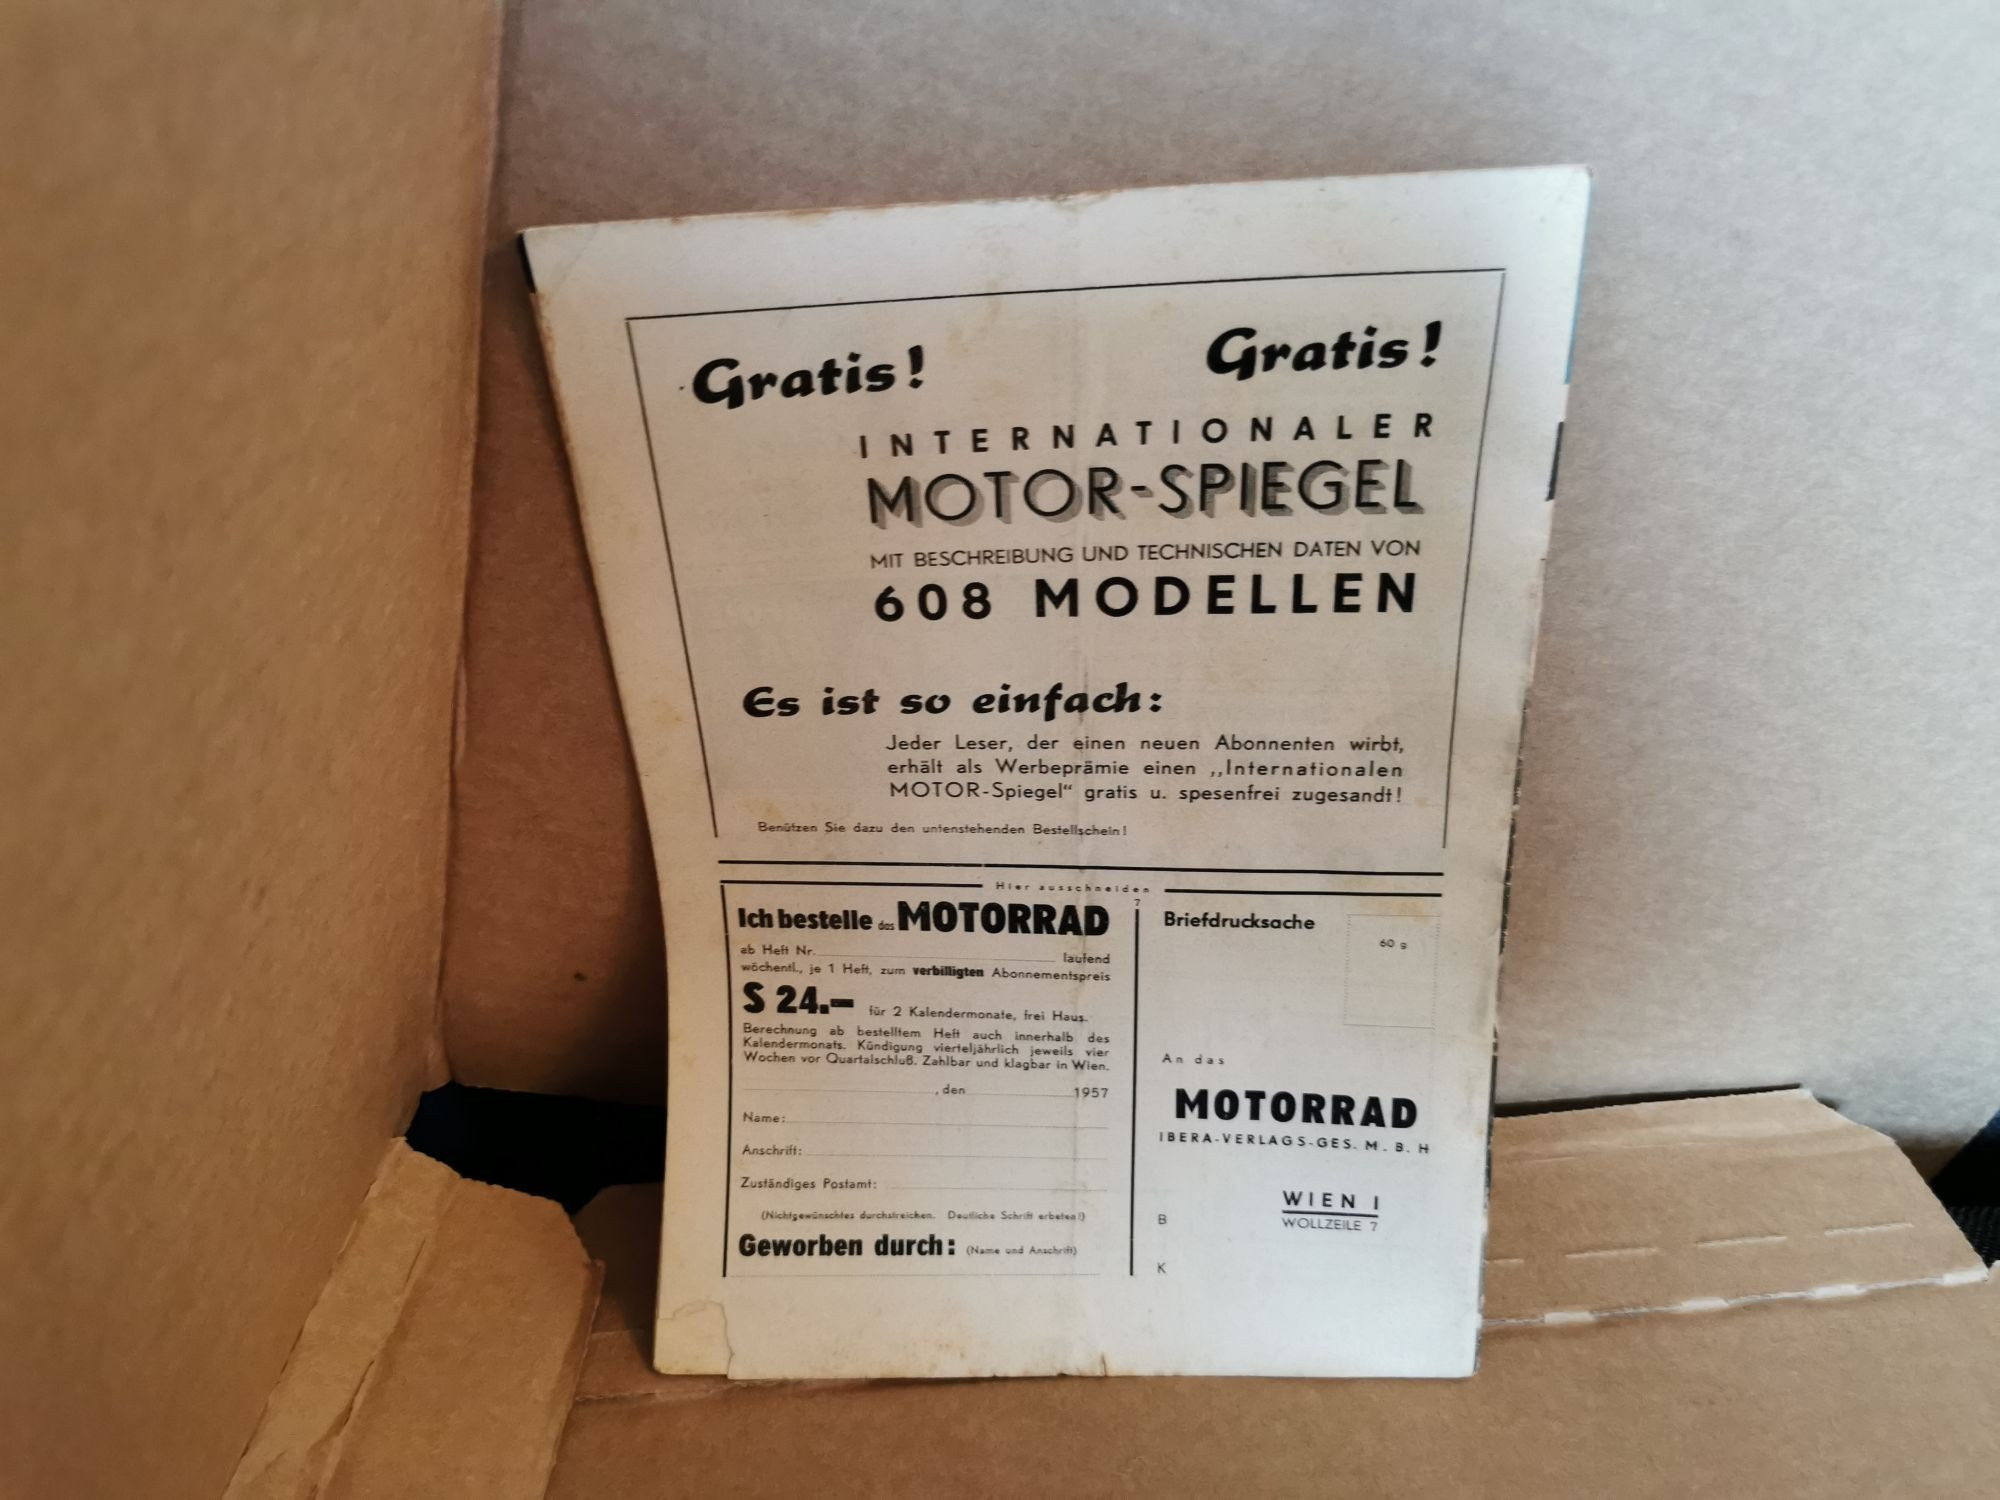 Gratis! Gratis!
INTERNATIONALER
MOTOR-SPIEGEL
MIT BESCHREIBUNG UND TECHNISCHEN DATEN VON
608 MODELLEN
Es ist so einfach:
Jeder Leser, der einen neuen Abonnenten wirbt,
erhält als Werbeprämie einen „Internationalen
MOTOR-Spiegel“ gratis u. spesenfrei zugesandt!
Benützen Sie dazu den untenstehenden Bestellschein!
Hier ausschneiden
Ich bestelle das MOTORRAD
ab Heft Nr. laufend
wöchentl., je 1 Heft, zum verbilligten Abonnementspreis
S 24.– für 2 Kalendermonate, frei Haus.
Berechnung ab bestelltem Heft auch innerhalb des
Kalendermonats. Kündigung vierteljährlich jeweils vier
Wochen vor Quartalschluß. Zahlbar und klagbar in Wien.
, den 1957
Name:
Anschrift:
Zuständiges Postamt:
(Nichtgewünschtes durchstreichen. Deutliche Schrift erbeten!)
Geworben durch: (Name und Anschrift)
7
Briefdrucksache
60 g
An das
MOTORRAD
IBERA-VERLAGS-GES. M. B. H
WIEN I
WOLLZEILE 7
B
K